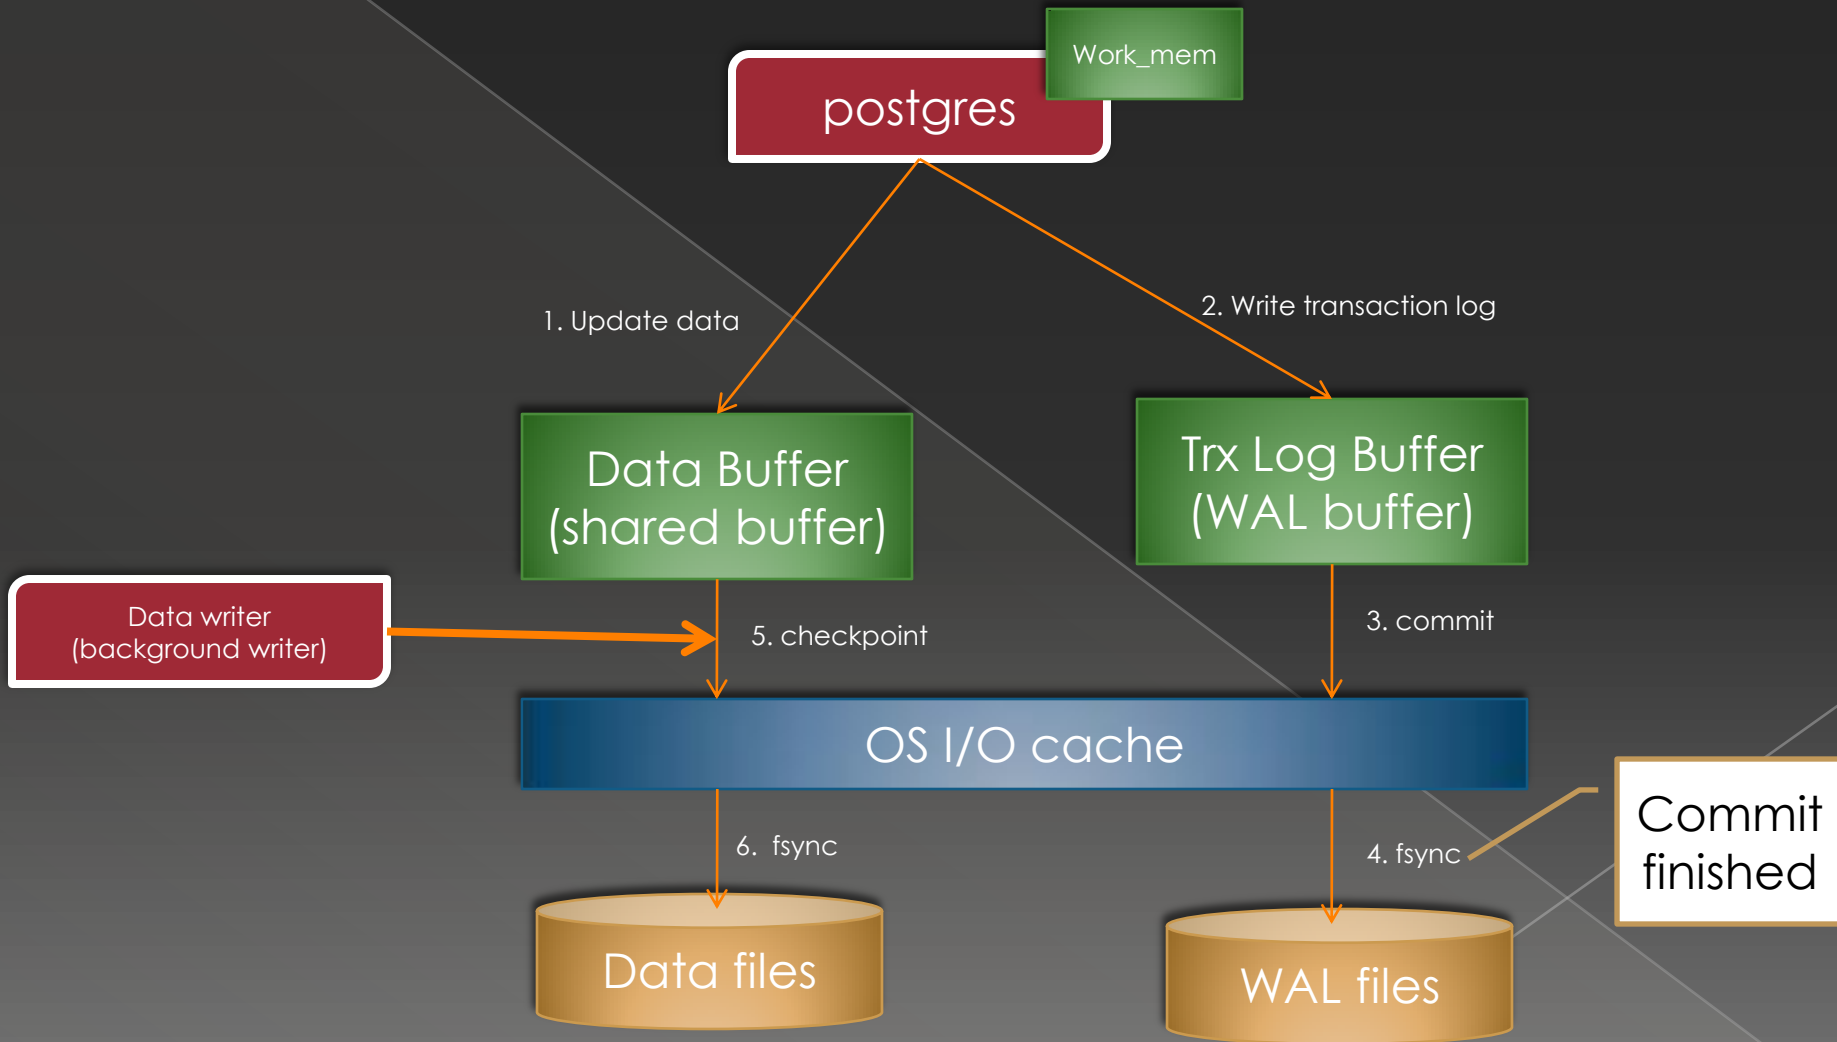 Work_mem
postgres
1. Update data
2. Write transaction log
Data Buffer
(shared buffer)
Trx Log Buffer
(WAL buffer)
Data writer
(background writer)
5. checkpoint
3. commit
OS I/O cache
6. fsync
4. fsync
Commit
finished
Data files
WAL files